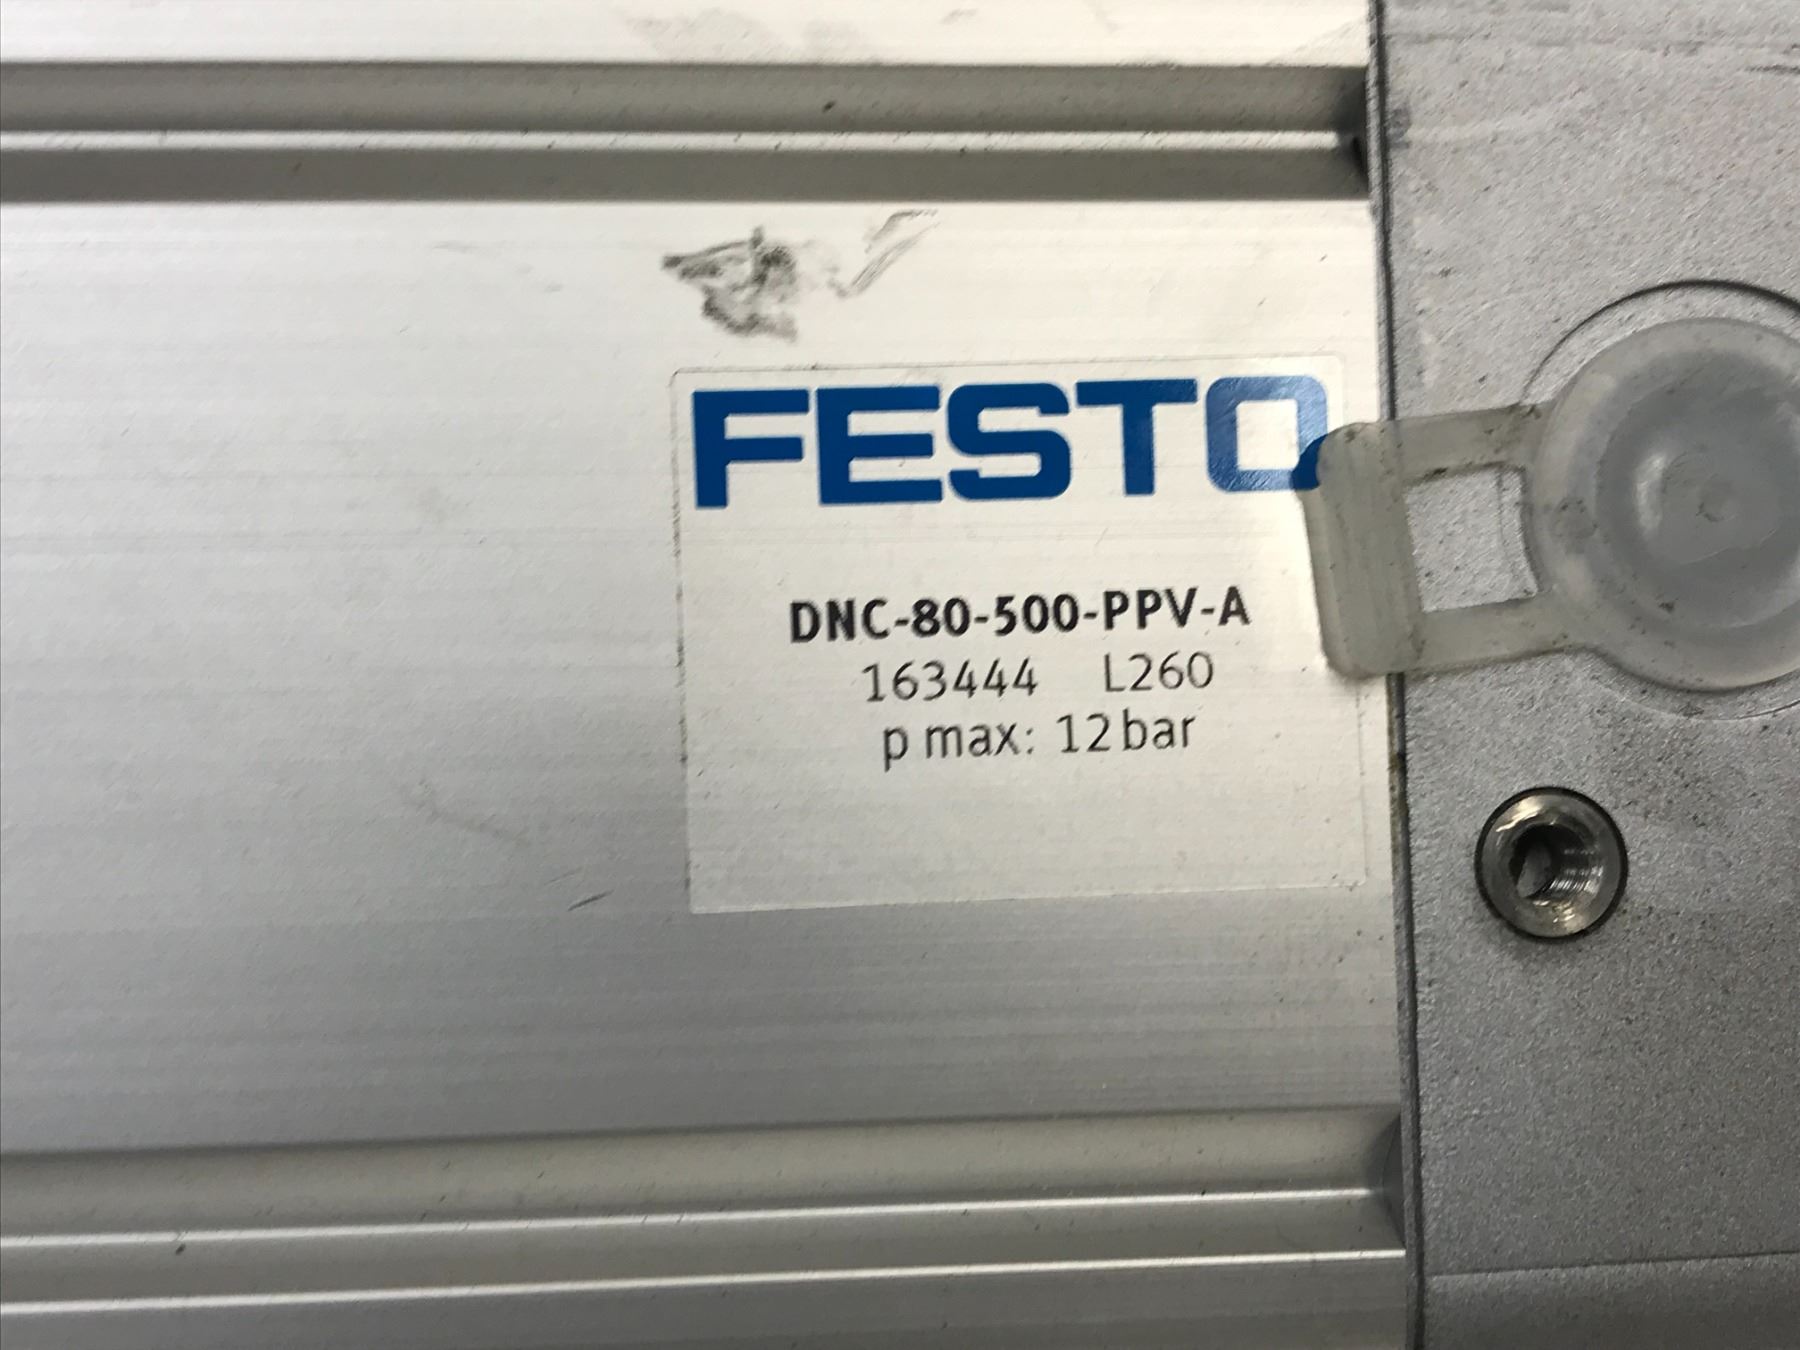 FESTO
DNC-80-500-PPV-A
163444 L260
p max: 12 bar